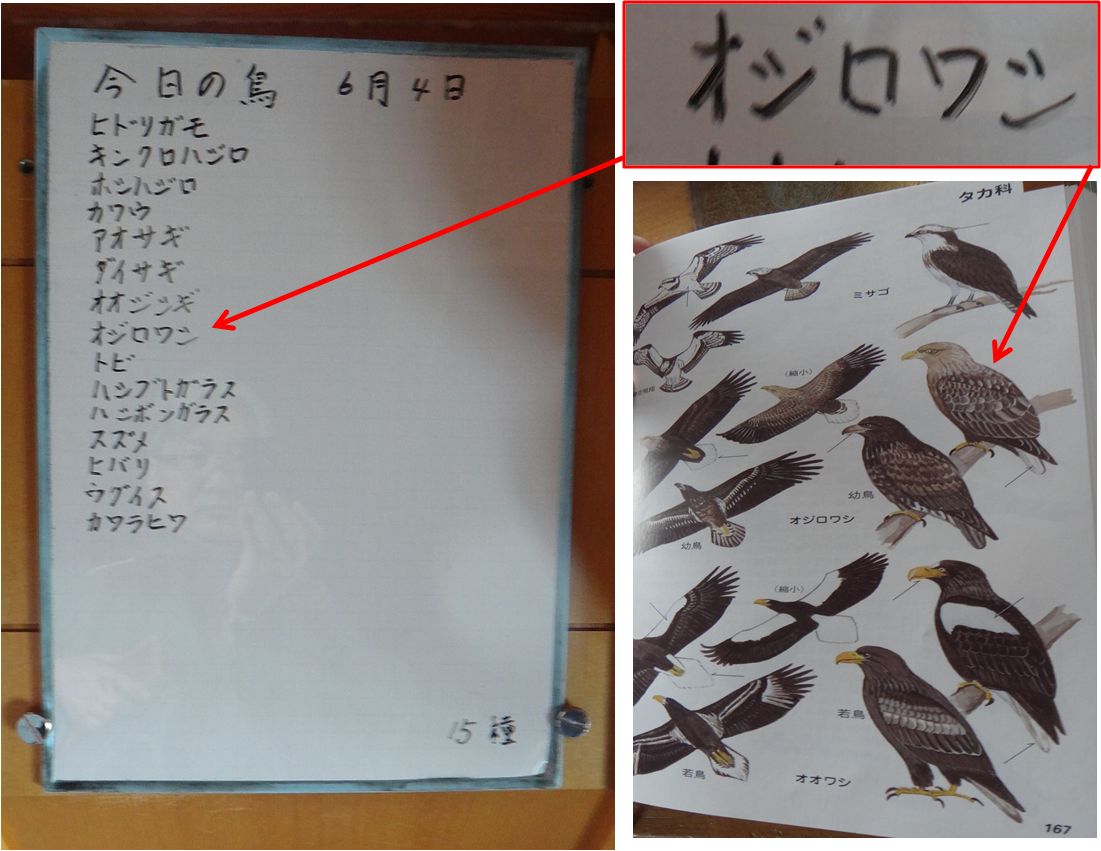 今日の鳥 6月4日
ヒドリガモ
キンクロハジロ
ホシハジロ
カワウ
アオサギ
ダイサギ
オオジシギ
オジロワシ
トビ
ハシブトガラス
ハシボソガラス
スズメ
ヒバリ
ウグイス
カワラヒワ
15種
オジロワシ
タカ科
ミサゴ
(縮小)
幼鳥
オジロワシ
幼鳥
(縮小)
若鳥
若鳥
オオワシ
167